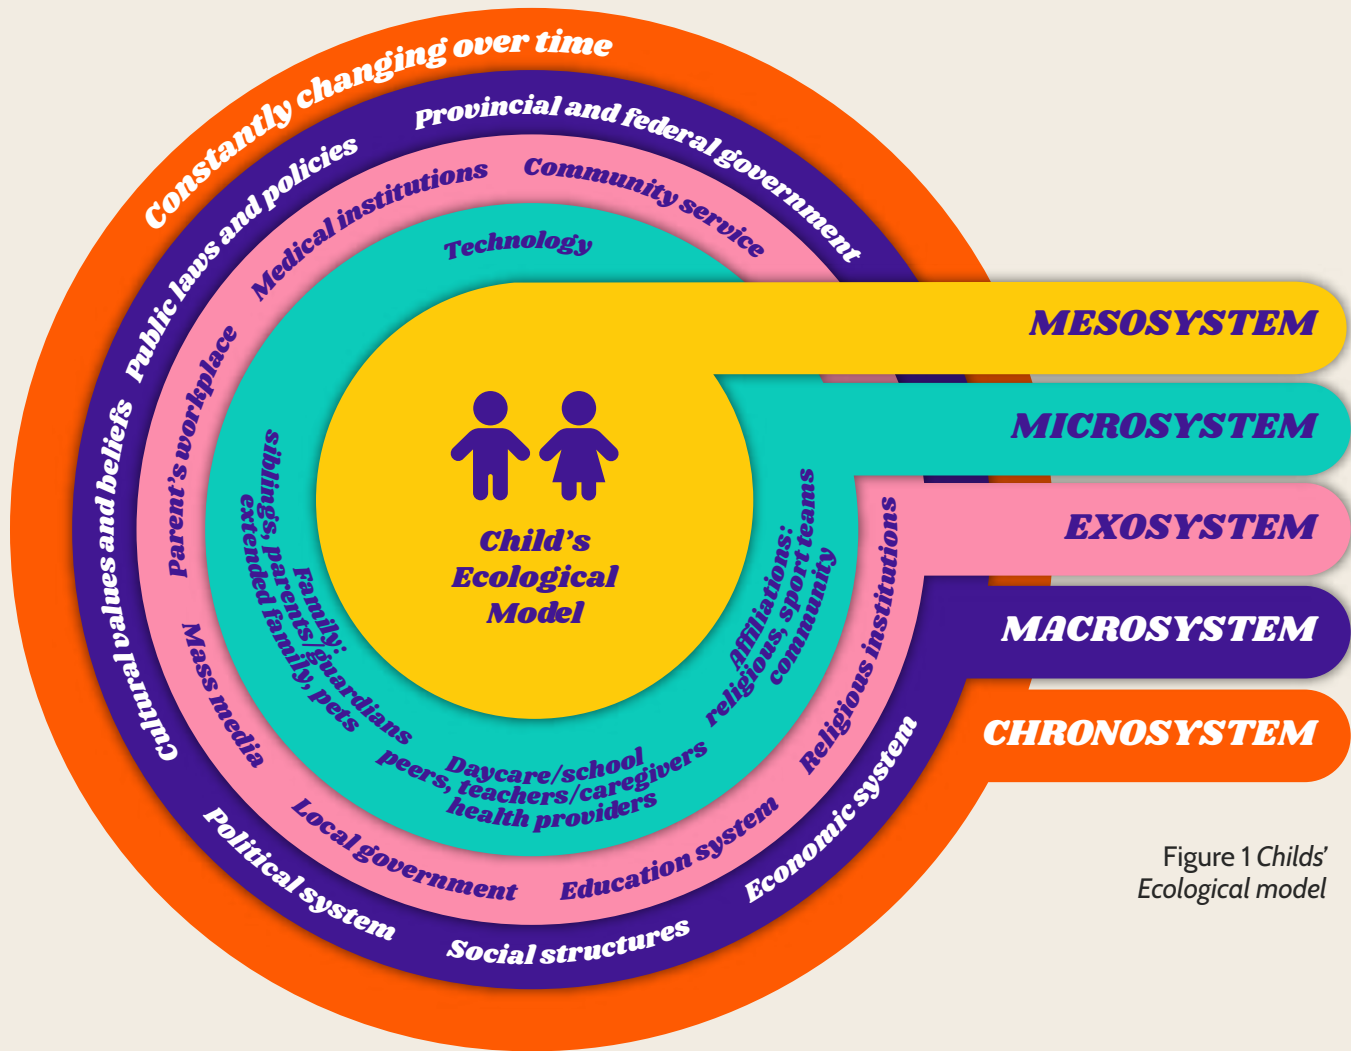 Constantly changing over time
Provincial and federal government
Public laws and policies
Cultural values and beliefs
Political system
Social structures
Economic system
Community service
Medical institutions
Parent's workplace
Mass media
Local government
Education system
Religious institutions
Technology
Family:
siblings, parents/guardians
extended family, pets
Daycare/school
peers, teachers/caregivers
health providers
Affiliations:
religious, sport teams
community
Child's
Ecological
Model
MESOSYSTEM
MICROSYSTEM
EXOSYSTEM
MACROSYSTEM
CHRONOSYSTEM
Figure 1 Childs'
Ecological model